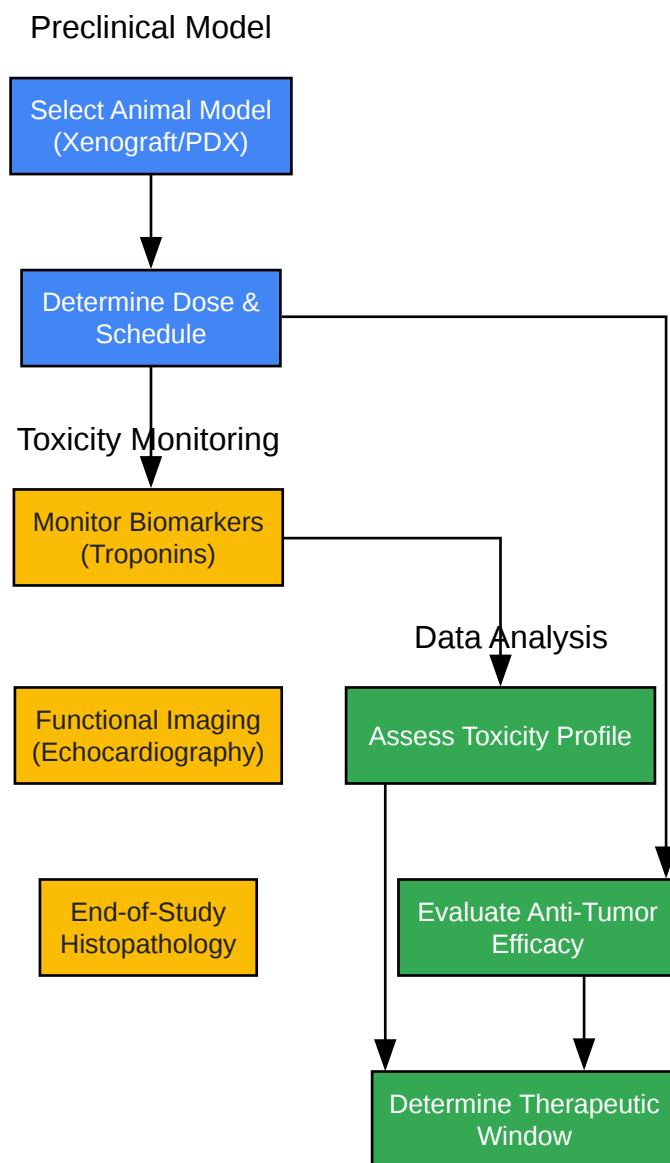 Preclinical Model
Select Animal Model
(Xenograft/PDX)
Determine Dose &
Schedule
Toxicity Monitoring
Monitor Biomarkers
(Troponins)
Data Analysis
Functional Imaging
(Echocardiography)
Assess Toxicity Profile
End-of-Study
Histopathology
Evaluate Anti-Tumor
Efficacy
Determine Therapeutic
Window